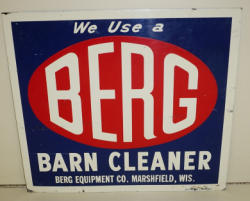 We Use a
BERG
BARN CLEANER
BERG EQUIPMENT CO. MARSHFIELD, WIS.